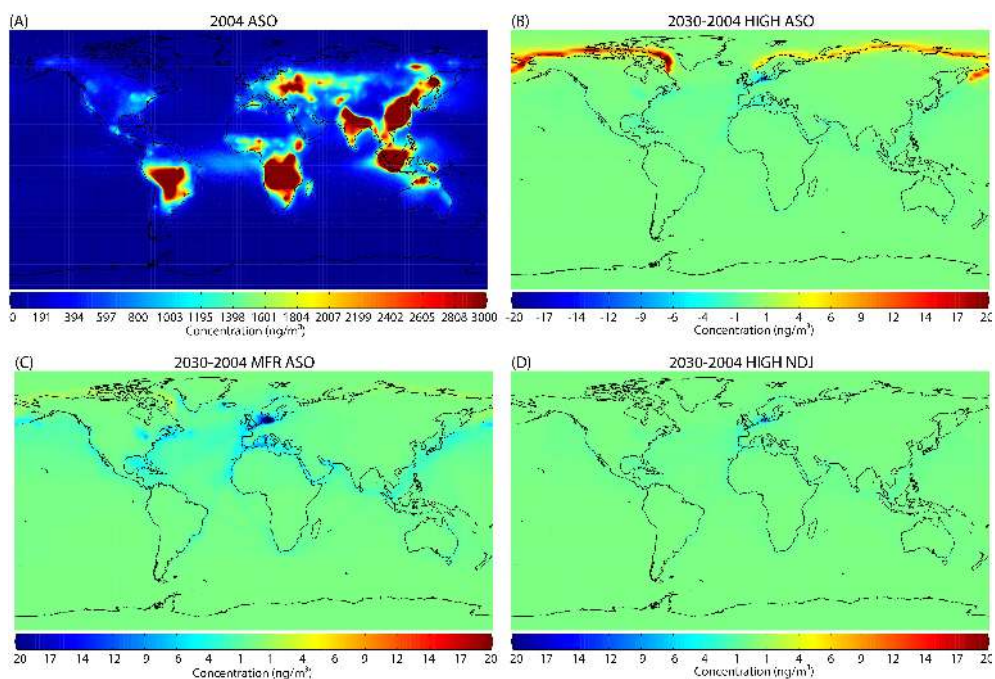 (A) 2004 ASO
(B) 2030-2004 HIGH ASO
0 191 394 597 800 1003 1195 1398 1601 1804 2007 2199 2402 2605 2808 3000
Concentration (ng/m³)
-20 -17 -14 -12 -9 -6 -4 -1 1 4 6 9 12 14 17 20
Concentration (ng/m³)
(C) 2030-2004 MFR ASO
(D) 2030-2004 HIGH NDJ
20 17 14 12 9 6 4 1 1 4 6 9 12 14 17 20
Concentration (ng/m³)
20 17 14 12 9 6 4 1 1 4 6 9 12 14 17 20
Concentration (ng/m³)